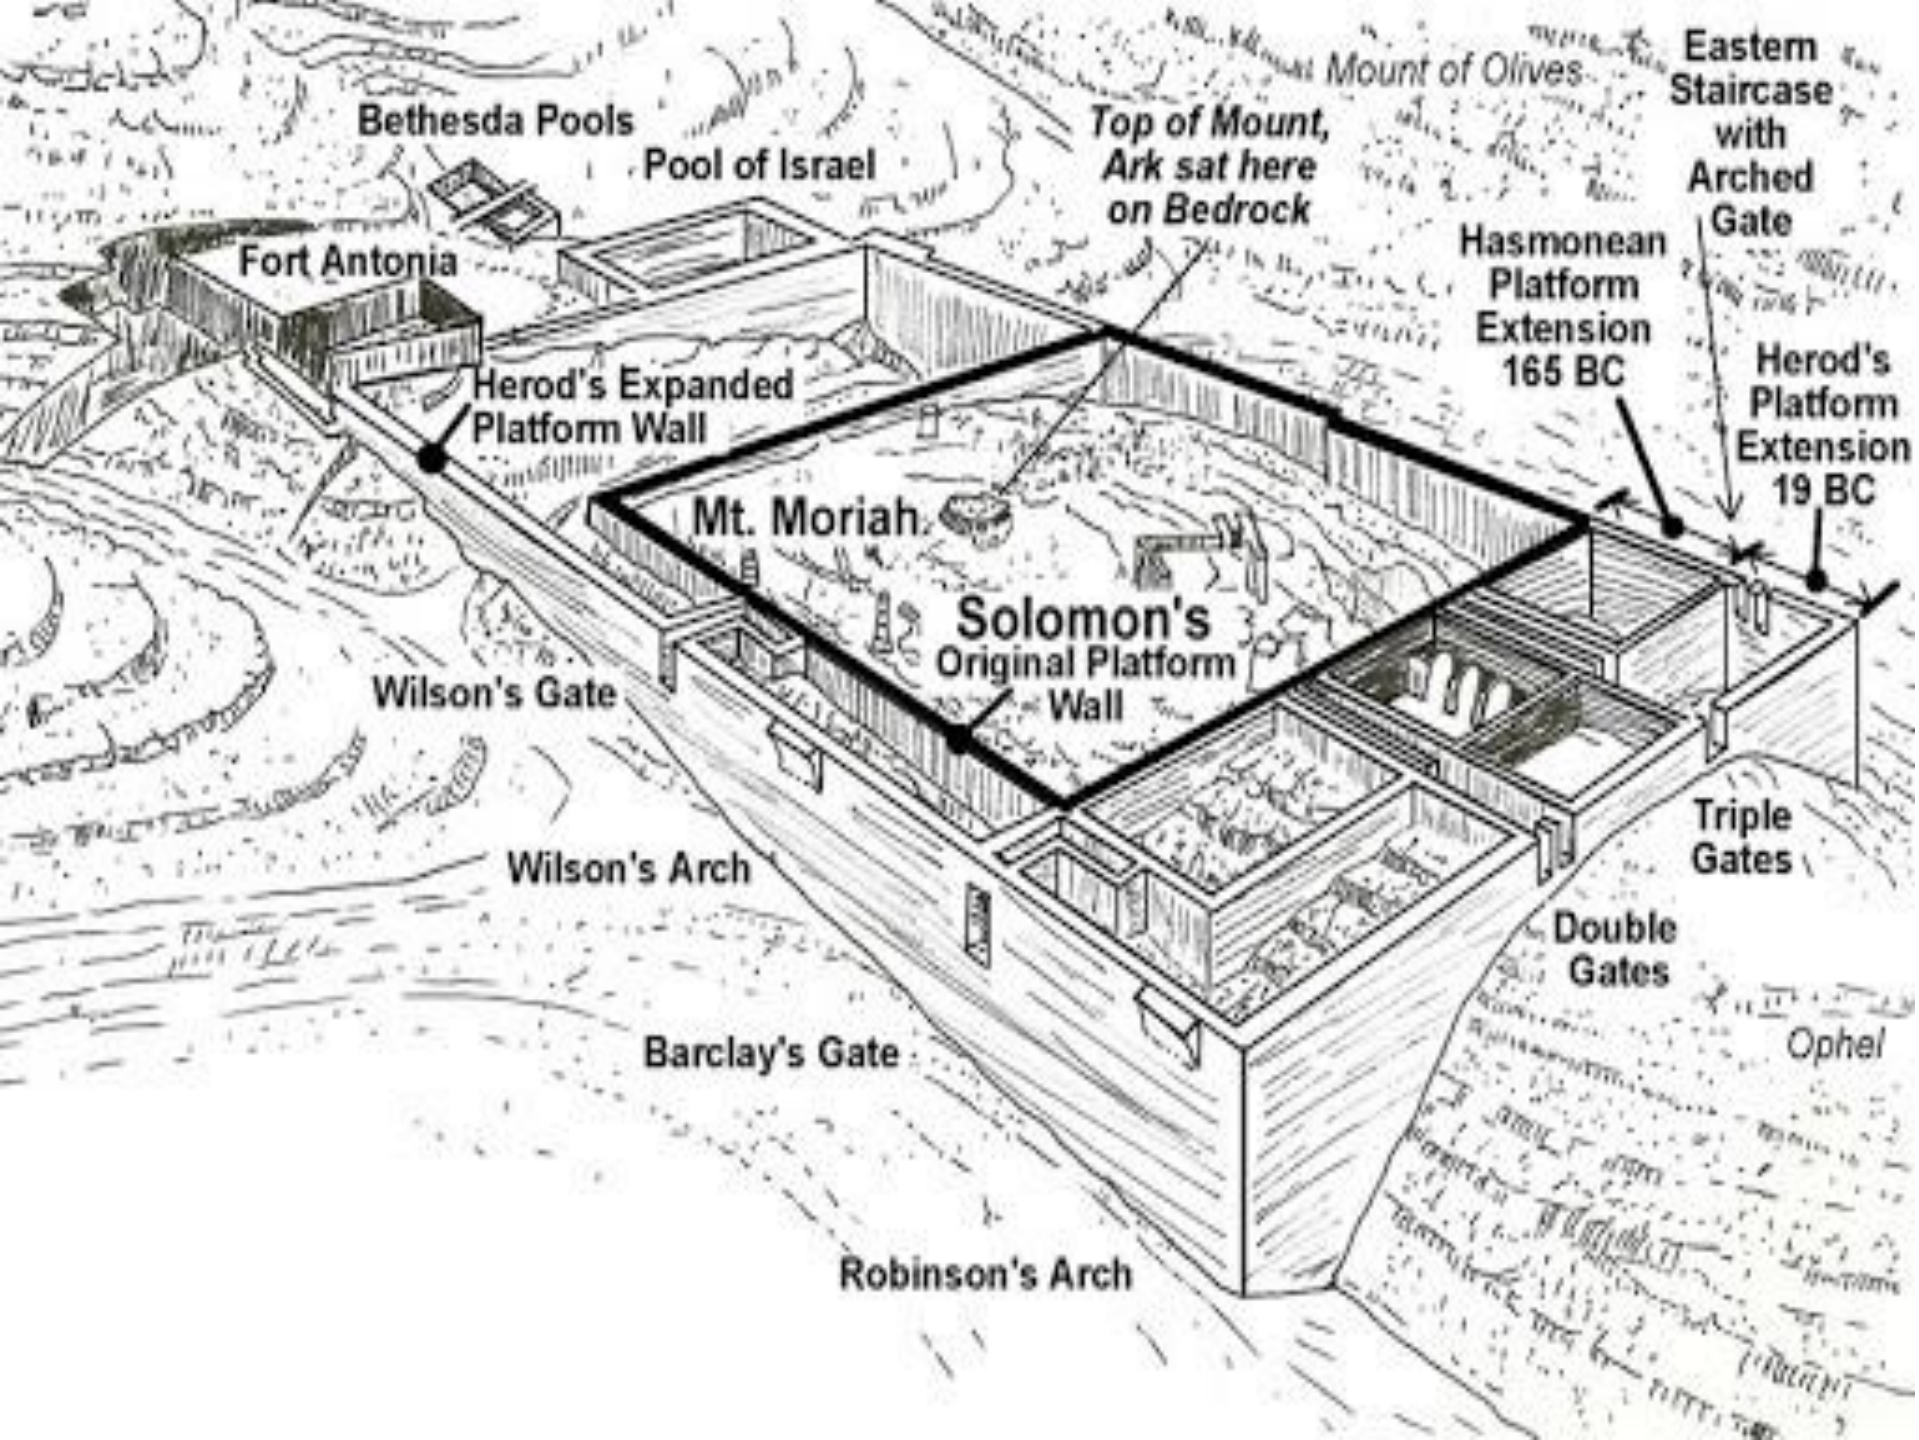 Mount of Olives
Eastern
Staircase
with
Arched
Gate
Bethesda Pools
Pool of Israel
Top of Mount,
Ark sat here
on Bedrock
Fort Antonia
Hasmonean
Platform
Extension
165 BC
Herod's
Platform
Extension
19 BC
Herod's Expanded
Platform Wall
Mt. Moriah
Solomon's
Original Platform
Wall
Wilson's Gate
Wilson's Arch
Triple
Gates
Double
Gates
Ophel
Barclay's Gate
Robinson's Arch